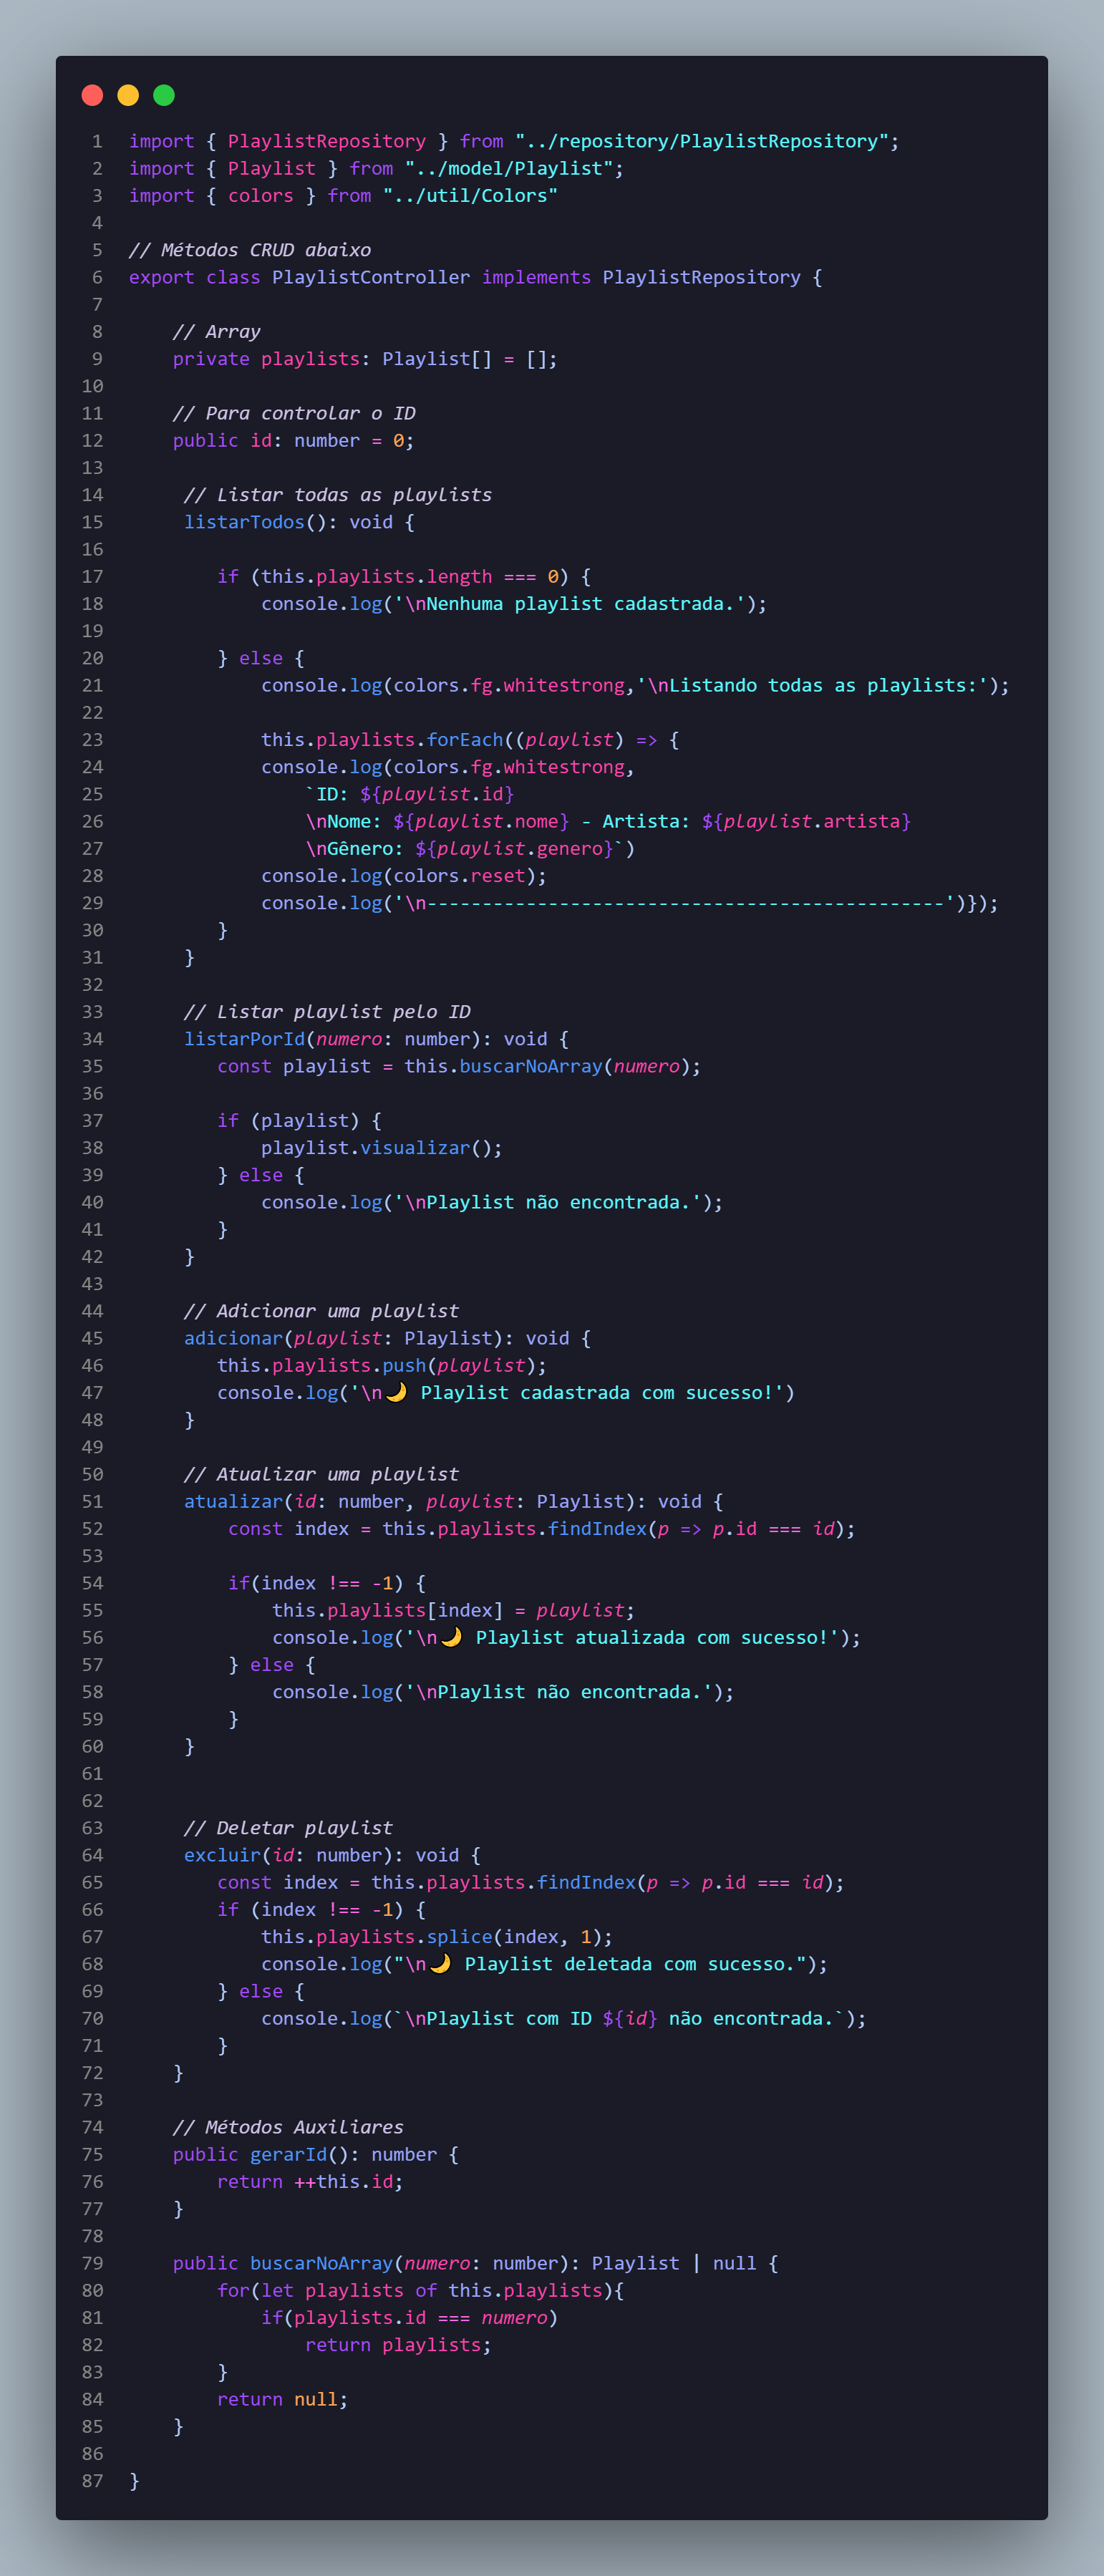 1 import { PlaylistRepository } from "../repository/PlaylistRepository";
2 import { Playlist } from "../model/Playlist";
3 import { colors } from "../util/Colors"
4
5 // Métodos CRUD abaixo
6 export class PlaylistController implements PlaylistRepository {
7
8     // Array
9     private playlists: Playlist[] = [];
10
11     // Para controlar o ID
12     public id: number = 0;
13
14      // Listar todas as playlists
15      listarTodos(): void {
16
17         if (this.playlists.length === 0) {
18             console.log('\nNenhuma playlist cadastrada.');
19
20         } else {
21             console.log(colors.fg.whitestrong,'\nListando todas as playlists:');
22
23             this.playlists.forEach((playlist) => {
24             console.log(colors.fg.whitestrong,
25                 `ID: ${playlist.id}
26                 \nNome: ${playlist.nome} - Artista: ${playlist.artista}
27                 \nGênero: ${playlist.genero}`)
28             console.log(colors.reset);
29             console.log('\n-----------------------------------------------')});
30         }
31      }
32
33      // Listar playlist pelo ID
34      listarPorId(numero: number): void {
35         const playlist = this.buscarNoArray(numero);
36
37         if (playlist) {
38             playlist.visualizar();
39         } else {
40             console.log('\nPlaylist não encontrada.');
41         }
42      }
43
44      // Adicionar uma playlist
45      adicionar(playlist: Playlist): void {
46         this.playlists.push(playlist);
47         console.log('\n🌙 Playlist cadastrada com sucesso!')
48      }
49
50      // Atualizar uma playlist
51      atualizar(id: number, playlist: Playlist): void {
52          const index = this.playlists.findIndex(p => p.id === id);
53
54          if(index !== -1) {
55              this.playlists[index] = playlist;
56              console.log('\n🌙 Playlist atualizada com sucesso!');
57          } else {
58              console.log('\nPlaylist não encontrada.');
59          }
60      }
61
62
63      // Deletar playlist
64      excluir(id: number): void {
65         const index = this.playlists.findIndex(p => p.id === id);
66         if (index !== -1) {
67             this.playlists.splice(index, 1);
68             console.log("\n🌙 Playlist deletada com sucesso.");
69         } else {
70             console.log(`\nPlaylist com ID ${id} não encontrada.`);
71         }
72     }
73
74     // Métodos Auxiliares
75     public gerarId(): number {
76         return ++this.id;
77     }
78
79     public buscarNoArray(numero: number): Playlist | null {
80         for(let playlists of this.playlists){
81             if(playlists.id === numero)
82                 return playlists;
83         }
84         return null;
85     }
86
87 }